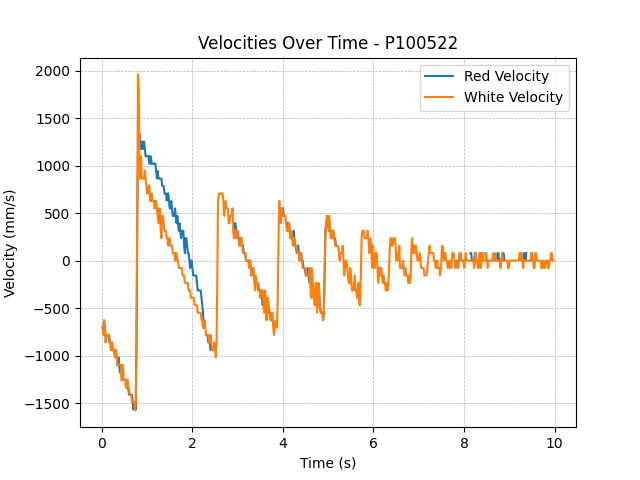 Velocities Over Time - P100522
Red Velocity
White Velocity
Velocity (mm/s)
2000
1500
1000
500
0
−500
−1000
−1500
0
2
4
6
8
10
Time (s)